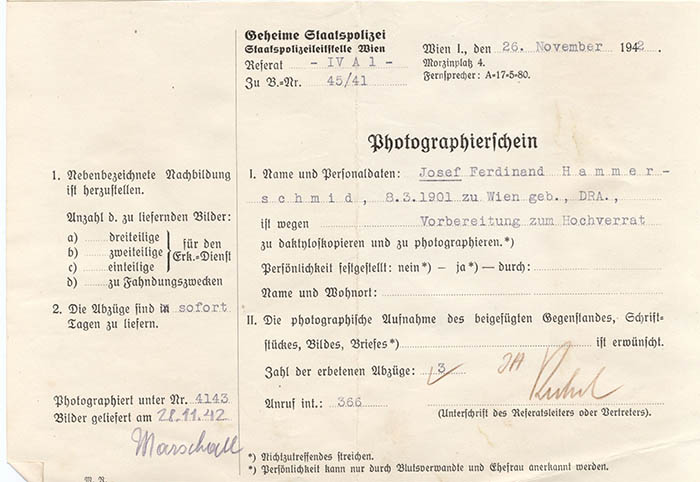 Geheime Staatspolizei
Staatspolizeileitstelle Wien
Referat - IV A 1 -
Zu B.=Nr. 45/41
Wien I., den 26. November 1942.
Morzinplatz 4.
Fernsprecher: A=17=5=80.
Photographierschein
1. Nebenbezeichnete Nachbildung
ist herzustellen.
Anzahl d. zu liefernden Bilder:
a) dreiteilige
b) zweiteilige
c) einteilige
für den
Erk.=Dienst
d) zu Fahndungszwecken
2. Die Abzüge sind in sofort
Tagen zu liefern.
Photographiert unter Nr. 4143
Bilder geliefert am 28.11.42
Marschall
I. Name und Personaldaten: Josef Ferdinand H a m m e r -
s c h m i d , 8.3.1901 zu Wien geb., DRA.,
ist wegen Vorbereitung zum Hochverrat
zu daktyloskopieren und zu photographieren.*)
Persönlichkeit festgestellt: nein*) — ja*) — durch:
Name und Wohnort:
II. Die photographische Aufnahme des beigefügten Gegenstandes, Schrift=
stückes, Bildes, Briefes*) ist erwünscht.
Zahl der erbetenen Abzüge: 3
Anruf int.: 366
(Unterschrift des Referatsleiters oder Vertreters).
*) Nichtzutreffendes streichen.
*) Persönlichkeit kann nur durch Blutsverwandte und Ehefrau anerkannt werden.